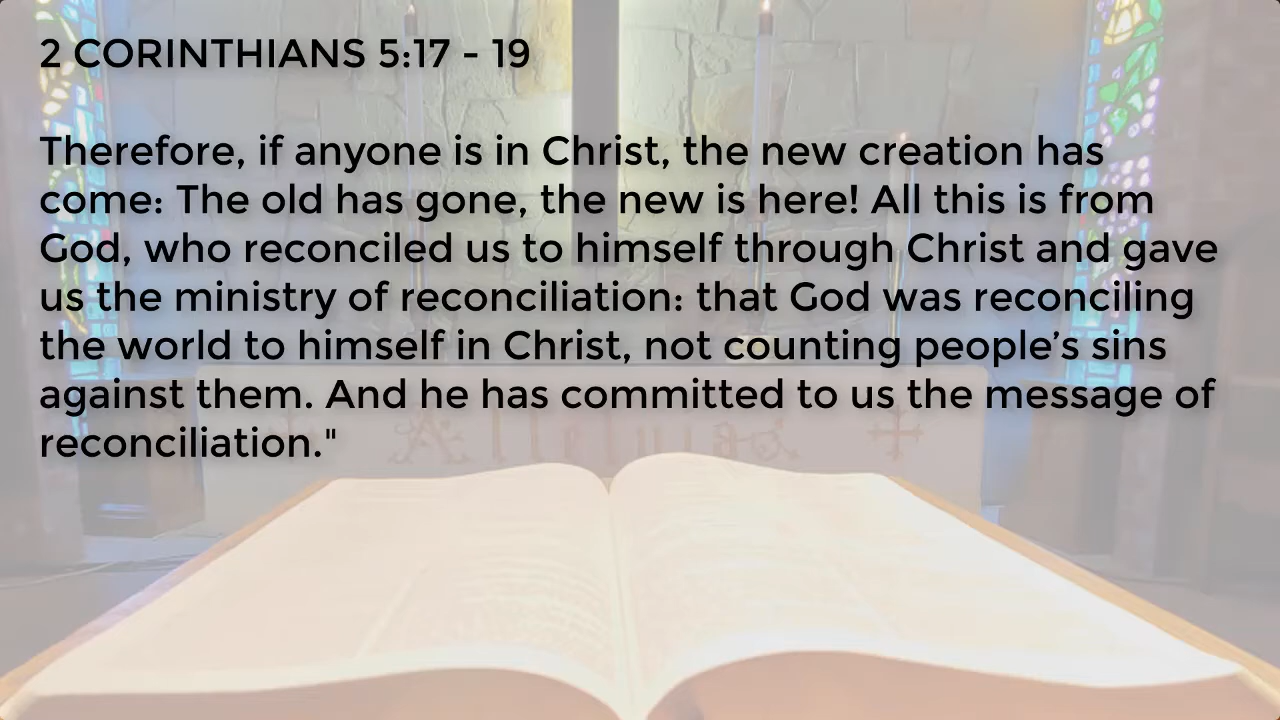 2 CORINTHIANS 5:17 - 19
Therefore, if anyone is in Christ, the new creation has
come: The old has gone, the new is here! All this is from
God, who reconciled us to himself through Christ and gave
us the ministry of reconciliation: that God was reconciling
the world to himself in Christ, not counting people’s sins
against them. And he has committed to us the message of
reconciliation."
Alleluia